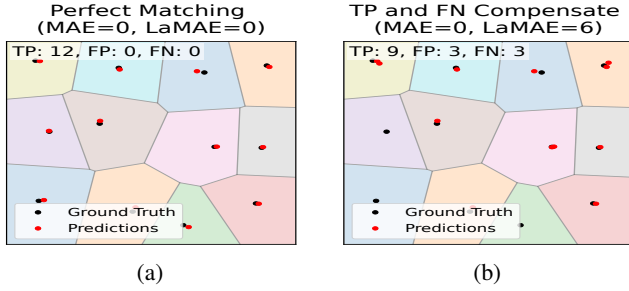 Perfect Matching
(MAE=0, LaMAE=0)
TP: 12, FP: 0, FN: 0
Ground Truth
Predictions
(a)
TP and FN Compensate
(MAE=0, LaMAE=6)
TP: 9, FP: 3, FN: 3
Ground Truth
Predictions
(b)